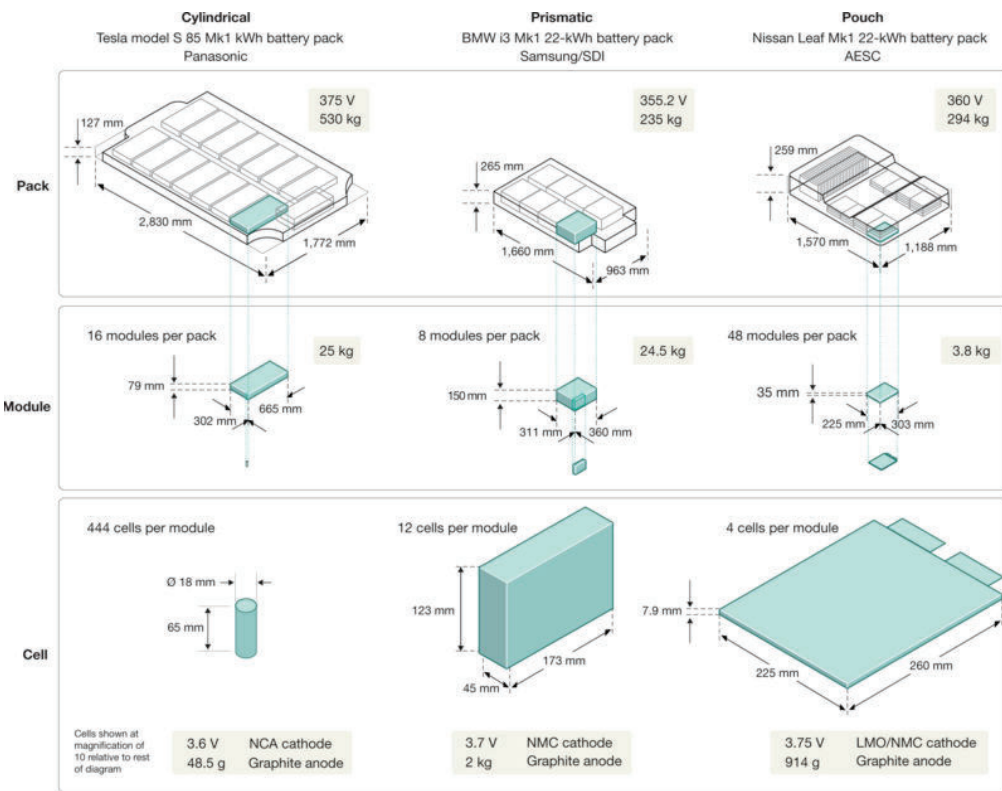 Cylindrical
Tesla model S 85 Mk1 kWh battery pack
Panasonic
Prismatic
BMW i3 Mk1 22-kWh battery pack
Samsung/SDI
Pouch
Nissan Leaf Mk1 22-kWh battery pack
AESC
Pack
375 V
530 kg
127 mm
2,830 mm
1,772 mm
355.2 V
235 kg
265 mm
1,660 mm
963 mm
360 V
294 kg
259 mm
1,570 mm
1,188 mm
Module
16 modules per pack
25 kg
79 mm
302 mm
665 mm
8 modules per pack
24.5 kg
150 mm
311 mm
360 mm
48 modules per pack
3.8 kg
35 mm
225 mm
303 mm
Cell
444 cells per module
Ø 18 mm
65 mm
12 cells per module
123 mm
45 mm
173 mm
4 cells per module
7.9 mm
225 mm
260 mm
Cells shown at
magnification of
10 relative to rest
of diagram
3.6 V NCA cathode
48.5 g Graphite anode
3.7 V NMC cathode
2 kg Graphite anode
3.75 V LMO/NMC cathode
914 g Graphite anode